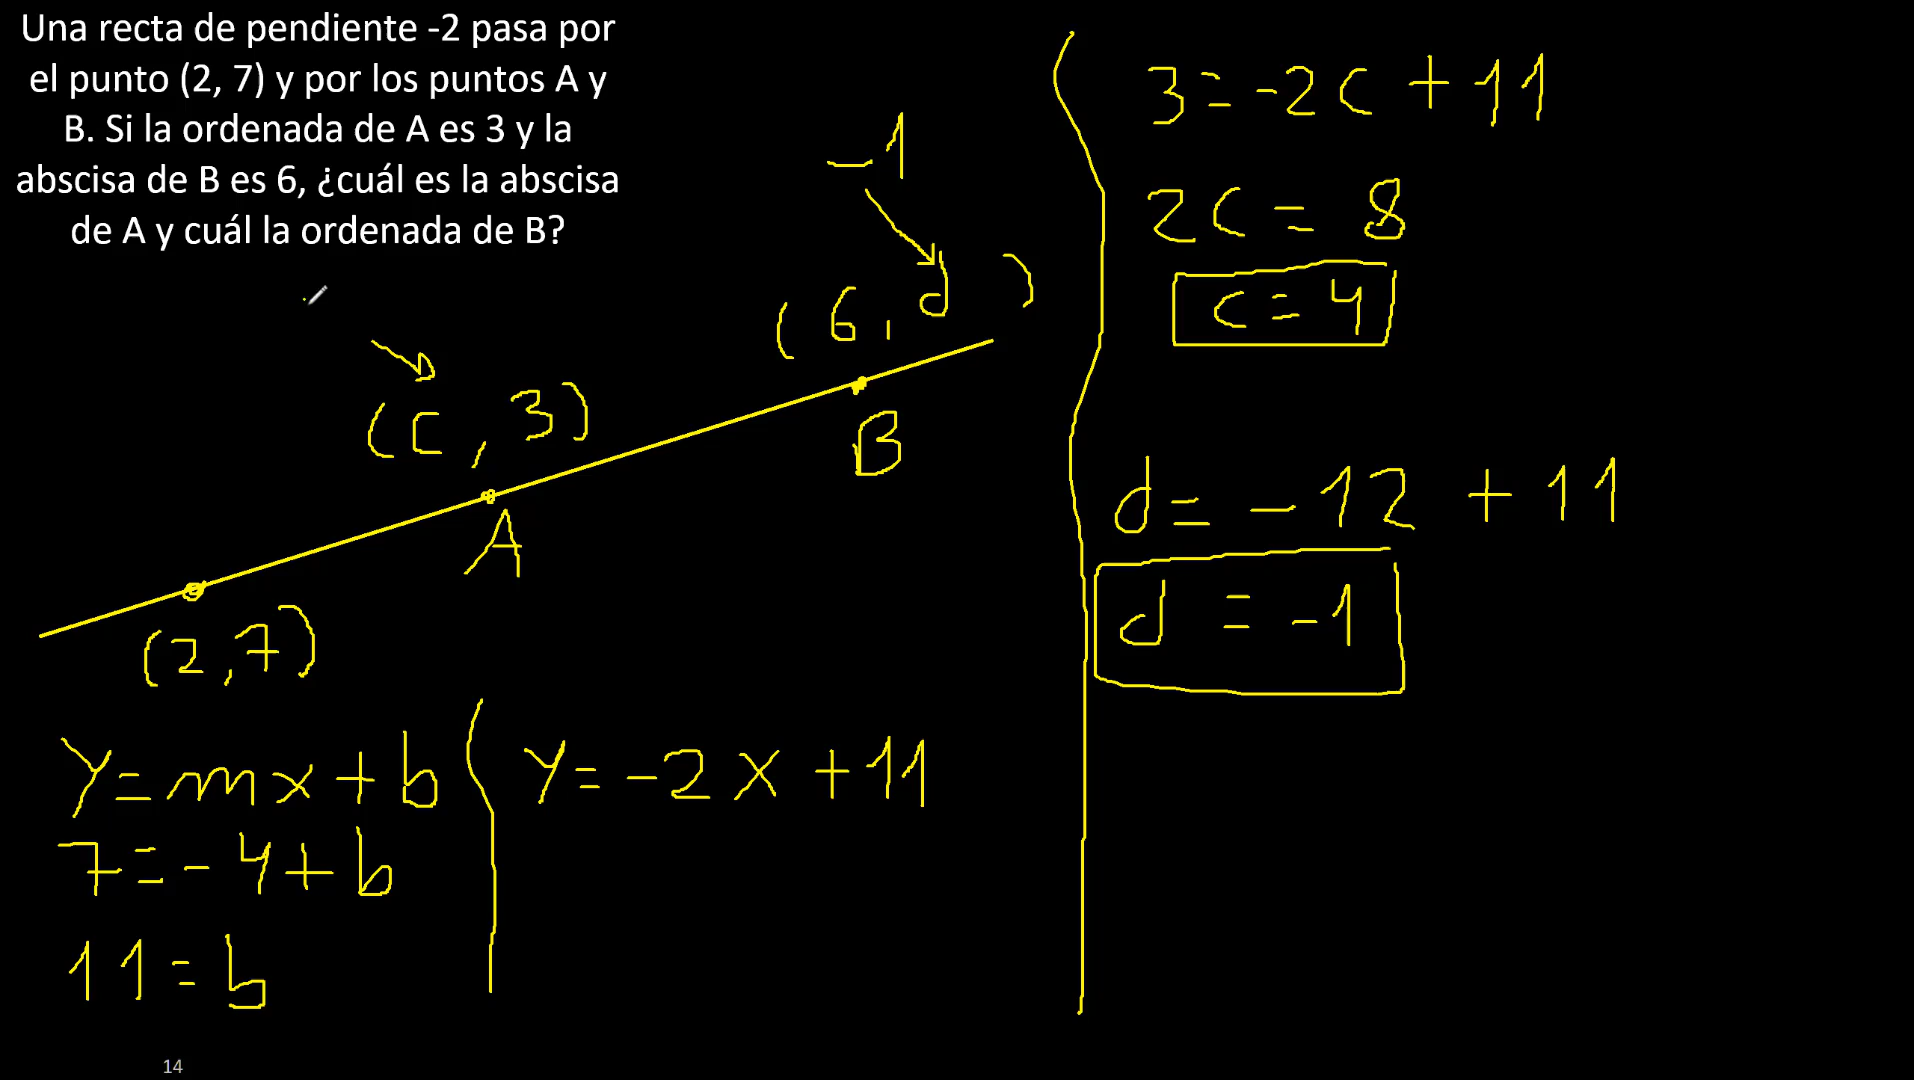 Una recta de pendiente -2 pasa por
el punto (2, 7) y por los puntos A y
B. Si la ordenada de A es 3 y la
abscisa de B es 6, ¿cuál es la abscisa
de A y cuál la ordenada de B?
-1
(6, d)
(c, 3)
B
A
(2,7)
y=mx+b
7=-4+b
11=b
y=-2x+11
3=-2c+11
2c=8
c=4
d=-12+11
d=-1
14